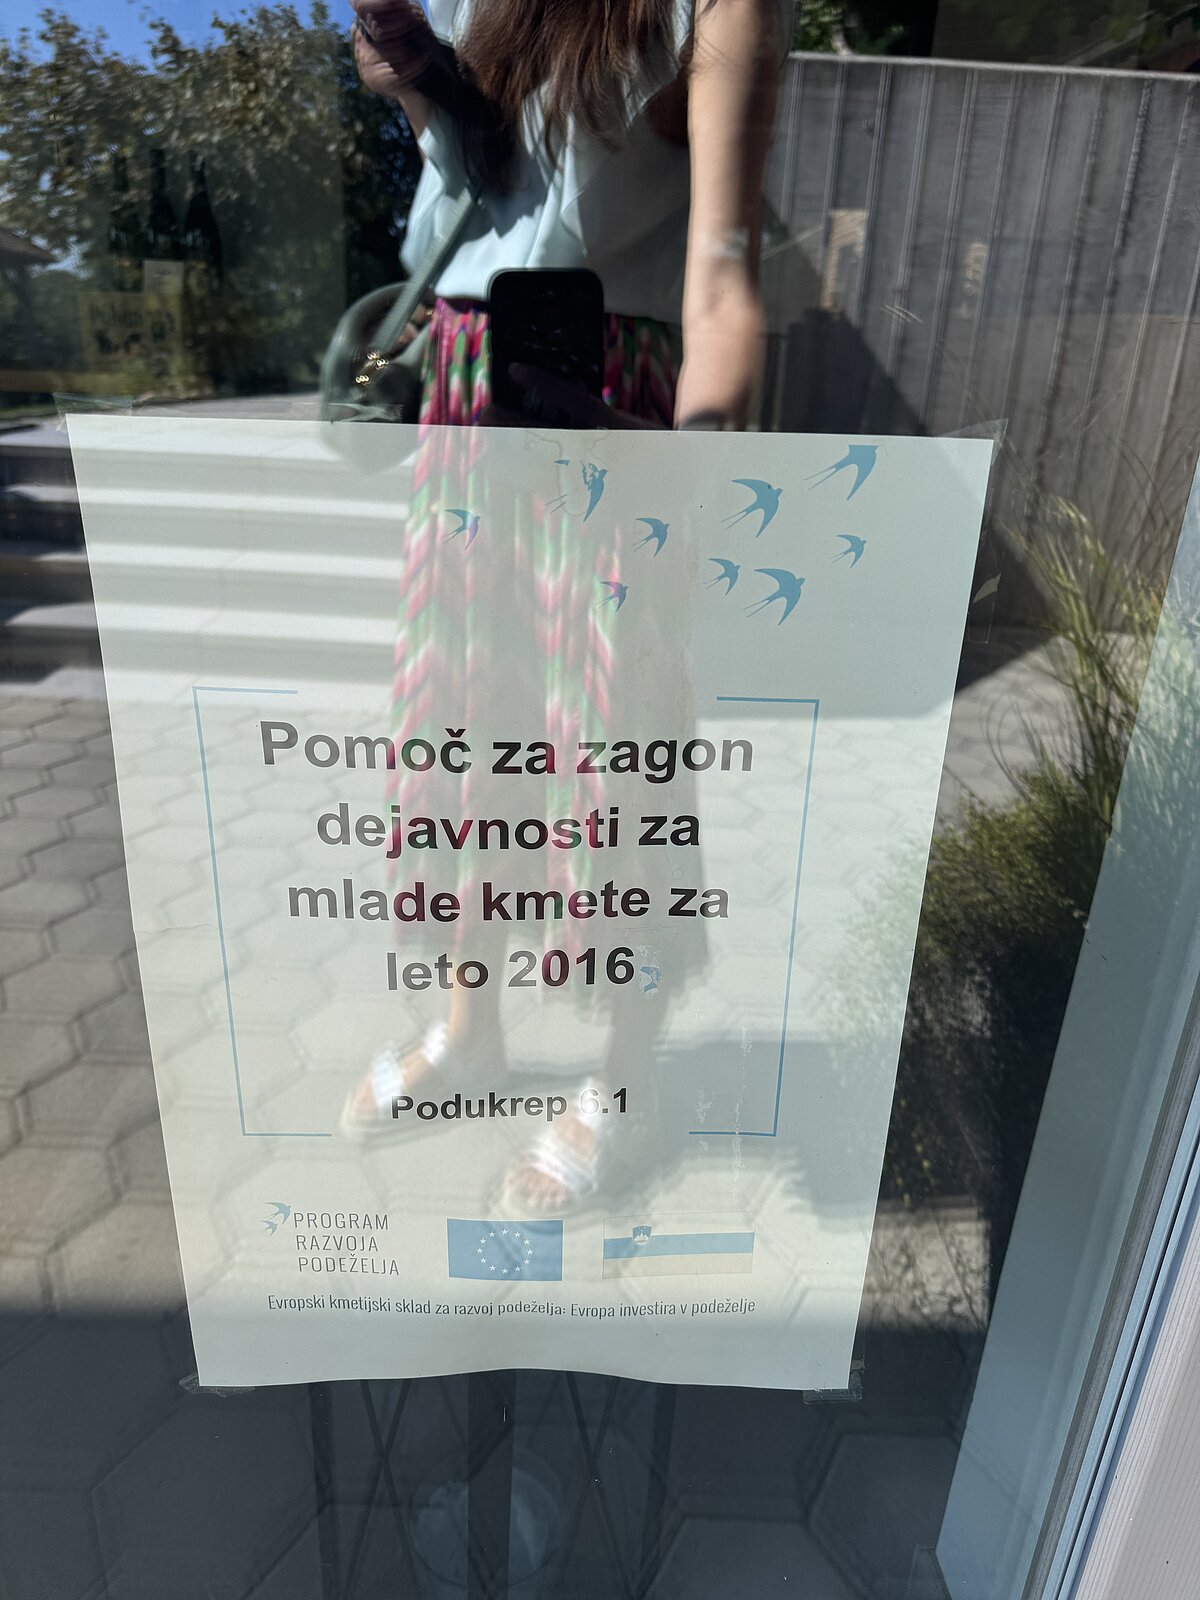 Pomoč za zagon
dejavnosti za
mlade kmete za
leto 2016
Podukrep 6.1
PROGRAM
RAZVOJA
PODEŽELJA
Evropski kmetijski sklad za razvoj podeželja: Evropa investira v podeželje